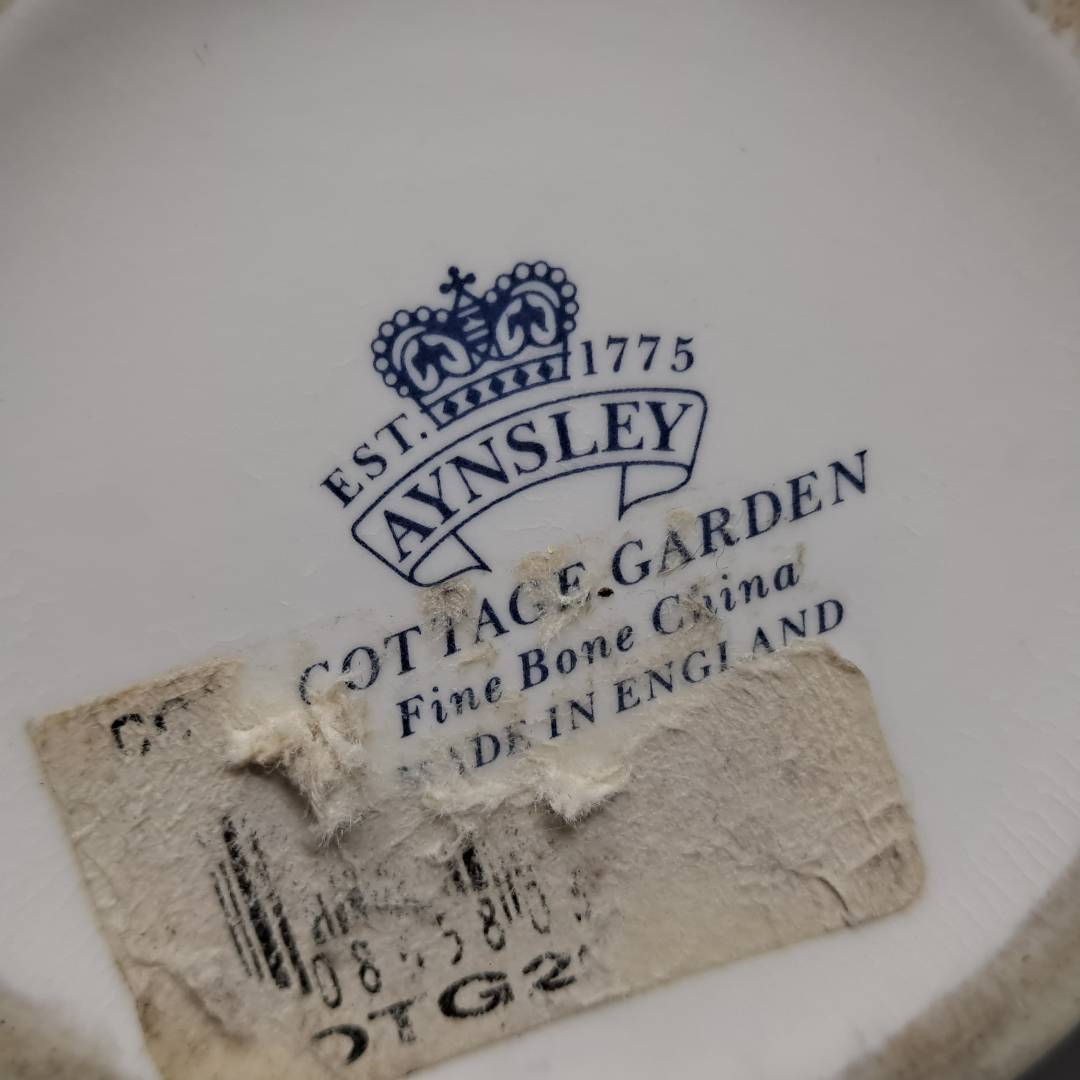 EST. 1775
AYNSLEY
COTTAGE GARDEN
Fine Bone China
MADE IN ENGLAND